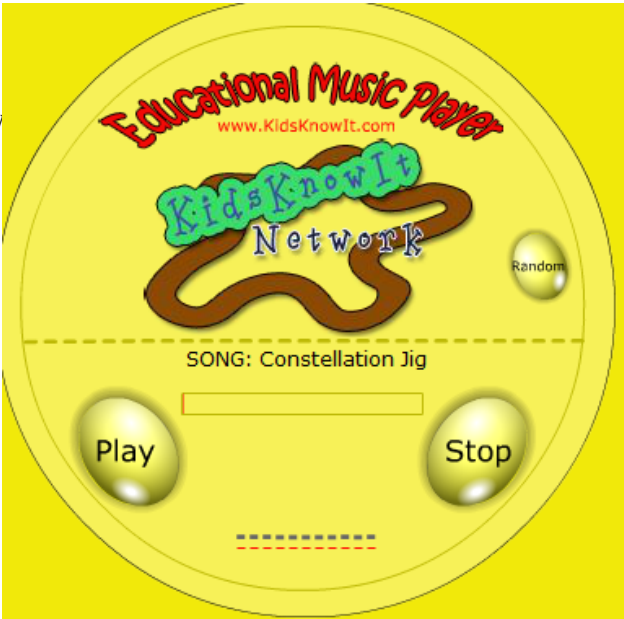 Educational Music Player
www.KidsKnowIt.com
KidsKnowIt
Network
Random
SONG: Constellation Jig
Play
Stop